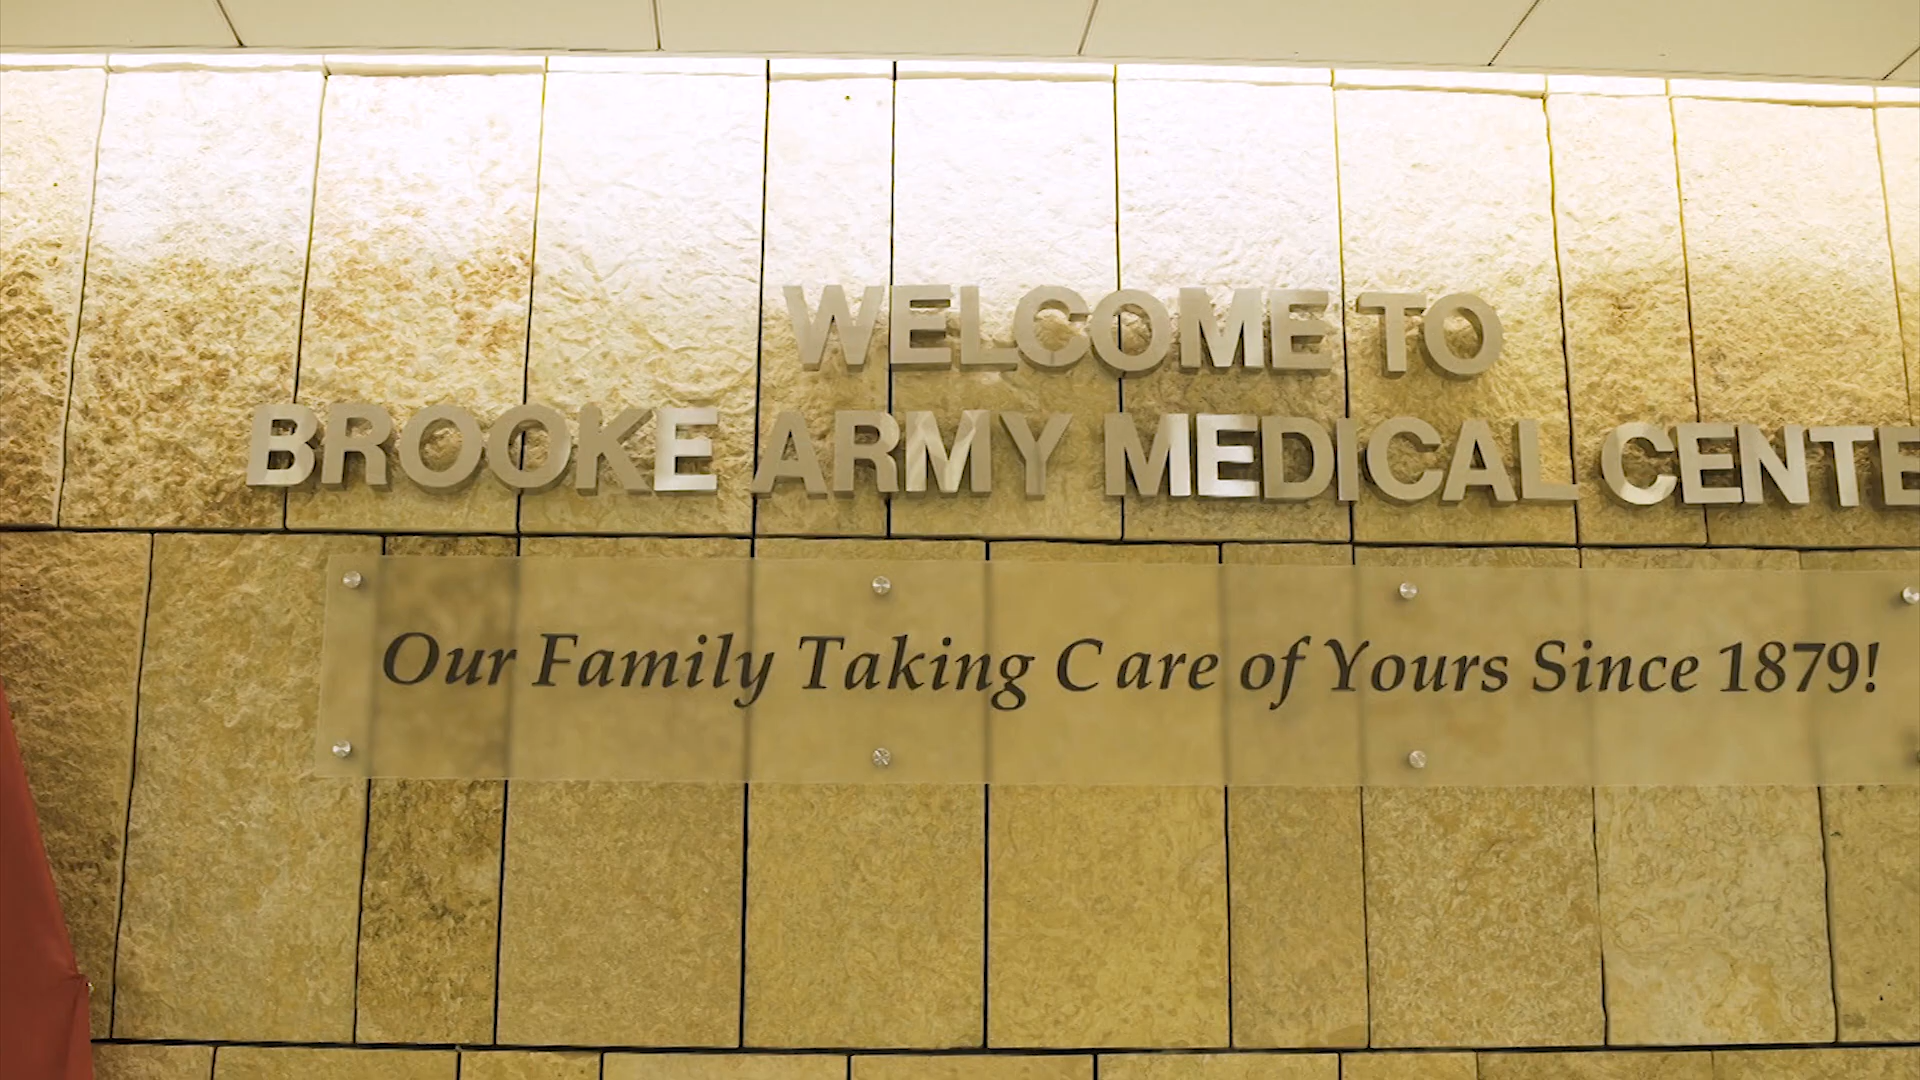 WELCOME TO
BROOKE ARMY MEDICAL CENTE
Our Family Taking Care of Yours Since 1879!